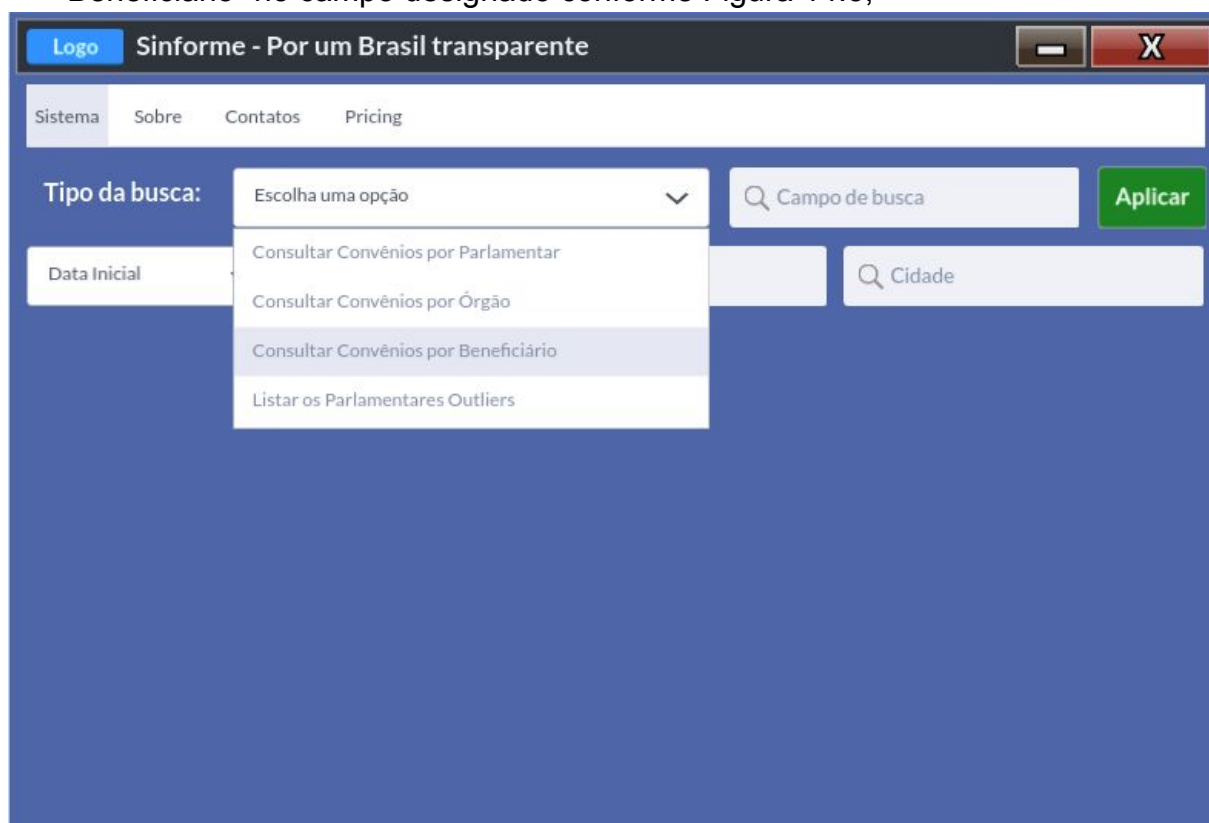 Logo Sinforme - Por um Brasil transparente X
Sistema Sobre Contatos Pricing
Tipo da busca: Escolha uma opção Campo de busca Aplicar
Data Inicial Cidade
Consultar Convênios por Parlamentar
Consultar Convênios por Órgão
Consultar Convênios por Beneficiário
Listar os Parlamentares Outliers